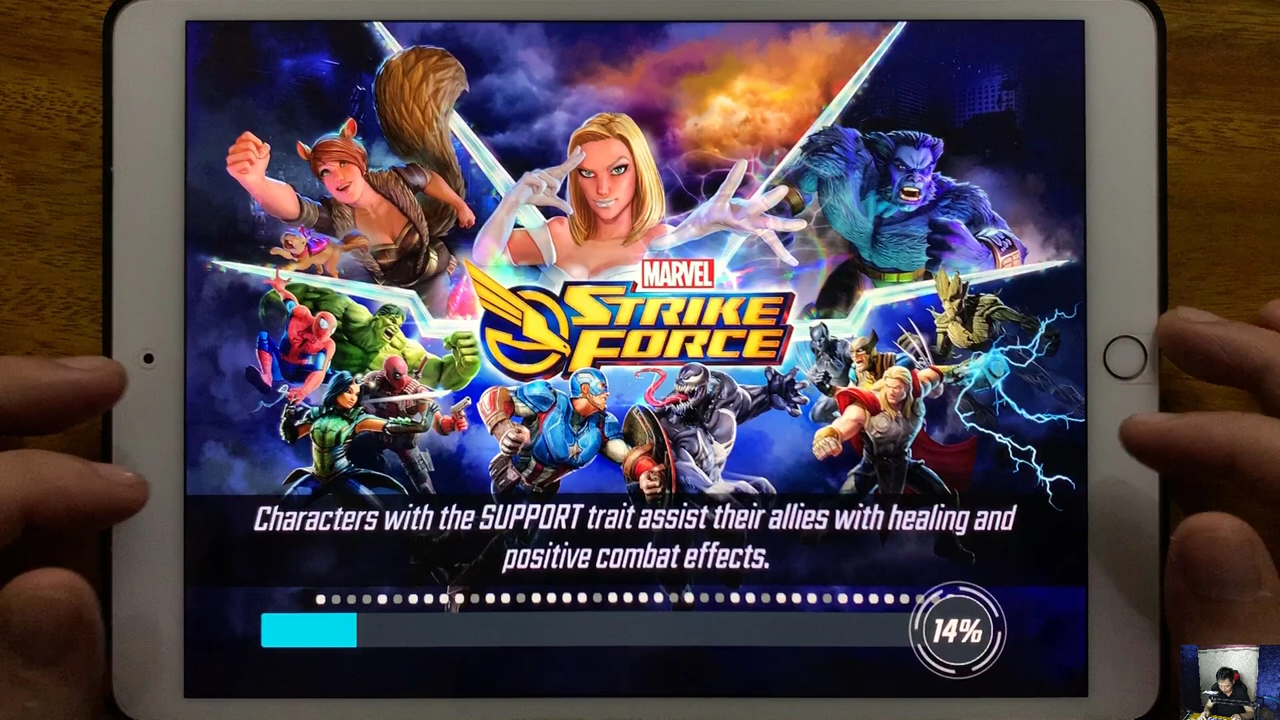 MARVEL
STRIKE
FORCE
Characters with the SUPPORT trait assist their allies with healing and
positive combat effects.
14%